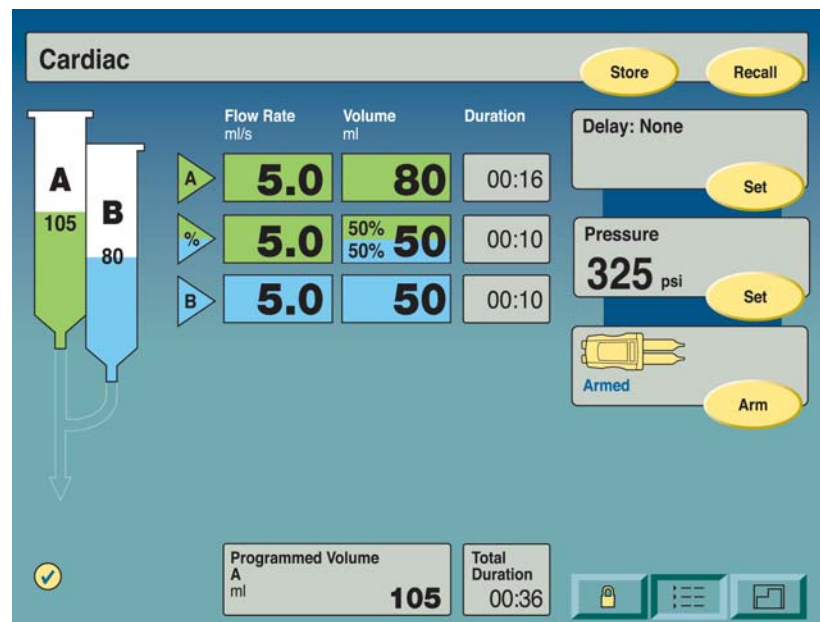 Cardiac
Store
Recall
Flow Rate
ml/s
Volume
ml
Duration
Delay: None
Set
A
105
B
80
A
5.0
80
00:16
%
5.0
50%
50%
50
00:10
B
5.0
50
00:10
Pressure
325 psi
Set
Armed
Arm
Programmed Volume
A
ml
105
Total
Duration
00:36